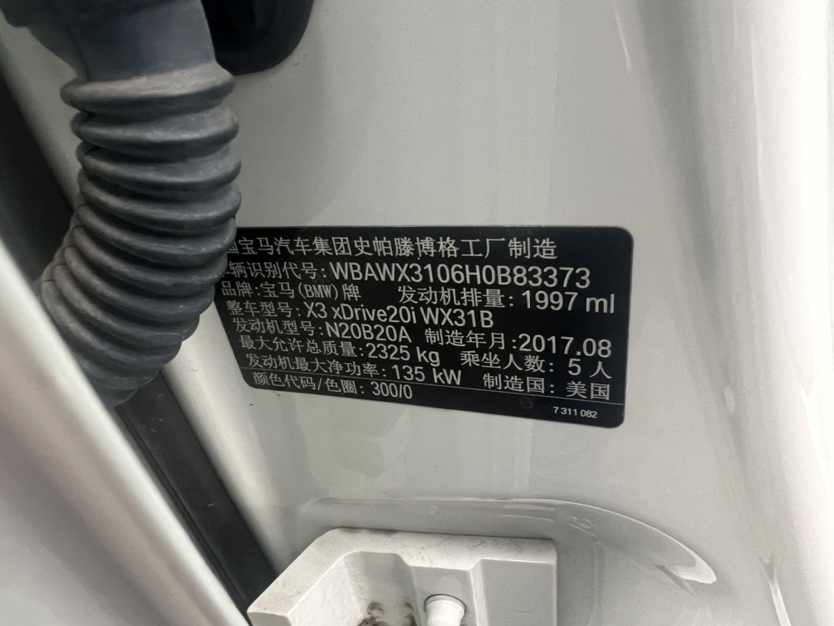 宝马汽车集团史帕滕博格工厂制造
车辆识别代号: WBAWX3106H0B83373
品牌: 宝马(BMW)牌 发动机排量: 1997 ml
整车型号: X3 xDrive20i WX31B
发动机型号: N20B20A 制造年月: 2017.08
最大允许总质量: 2325 kg 乘坐人数: 5 人
发动机最大净功率: 135 kW 制造国: 美国
颜色代码/色圈: 300/0
7 311 082